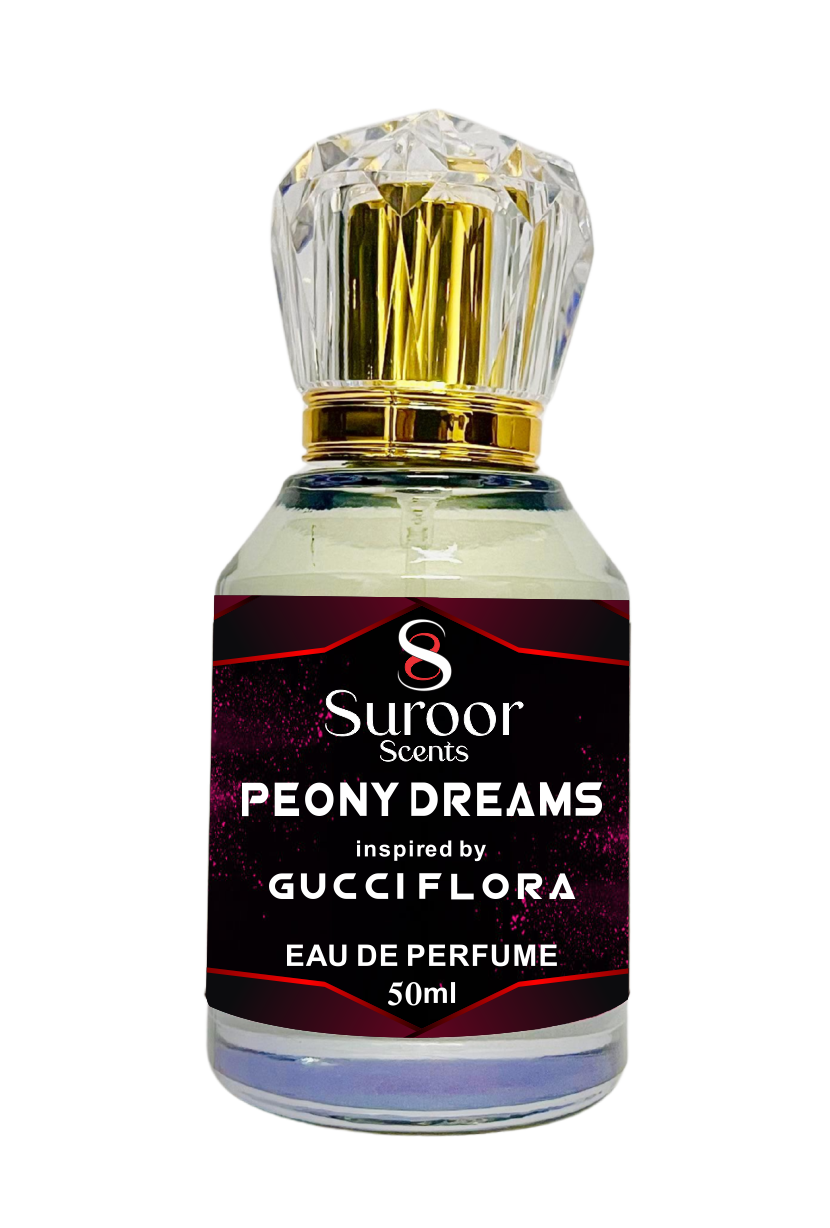 Suroor
Scents
PEONY DREAMS
inspired by
GUCCI FLORA
EAU DE PERFUME
50ml